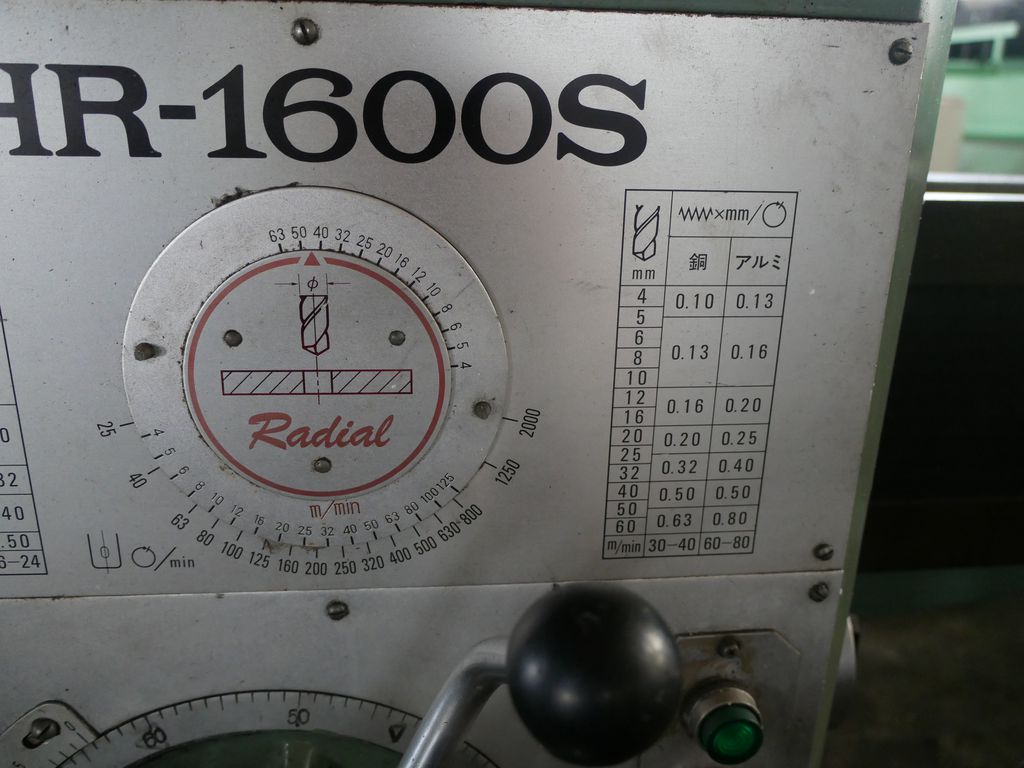 HR-1600S
63 50 40 32 25 20 16 12 10 8 6 5 4
φ
Radial
m/min
4 5 6 8 10 12 16 20 25 32 40 50 63 80 100 125
25 40 63 80 100 125 160 200 250 320 400 500 630 800 1250 2000
φ /min
×mm/
mm 銅 アルミ
4 0.10 0.13
5
6 0.13 0.16
8
10
12 0.16 0.20
16
20 0.20 0.25
25 0.32 0.40
32
40 0.50 0.50
50 0.63 0.80
60
m/min 30-40 60-80
0
32
40
.50
6-24
0
60 50